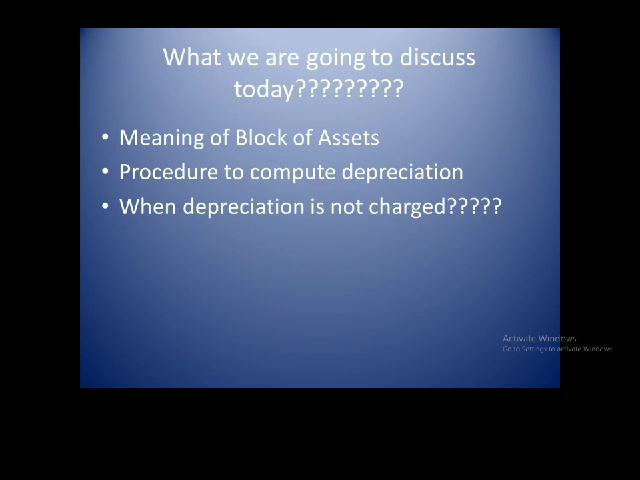 What we are going to discuss
today?????????
• Meaning of Block of Assets
• Procedure to compute depreciation
• When depreciation is not charged?????
Activate Windows
Go to Settings to activate Windows.